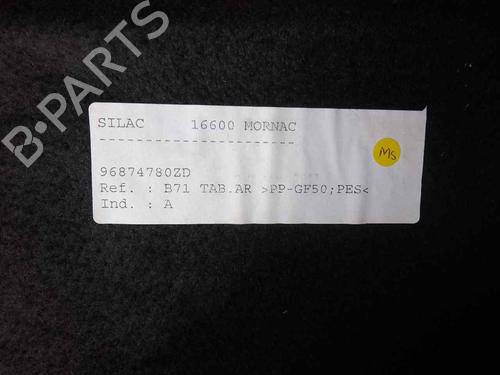 SILAC 16600 MORNAC
----------------------
96874780ZD
Ref. : B71 TAB.AR >PP-GF50;PES<
Ind. : A
MS
B-PARTS